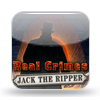 Real Crimes
JACK THE RIPPER